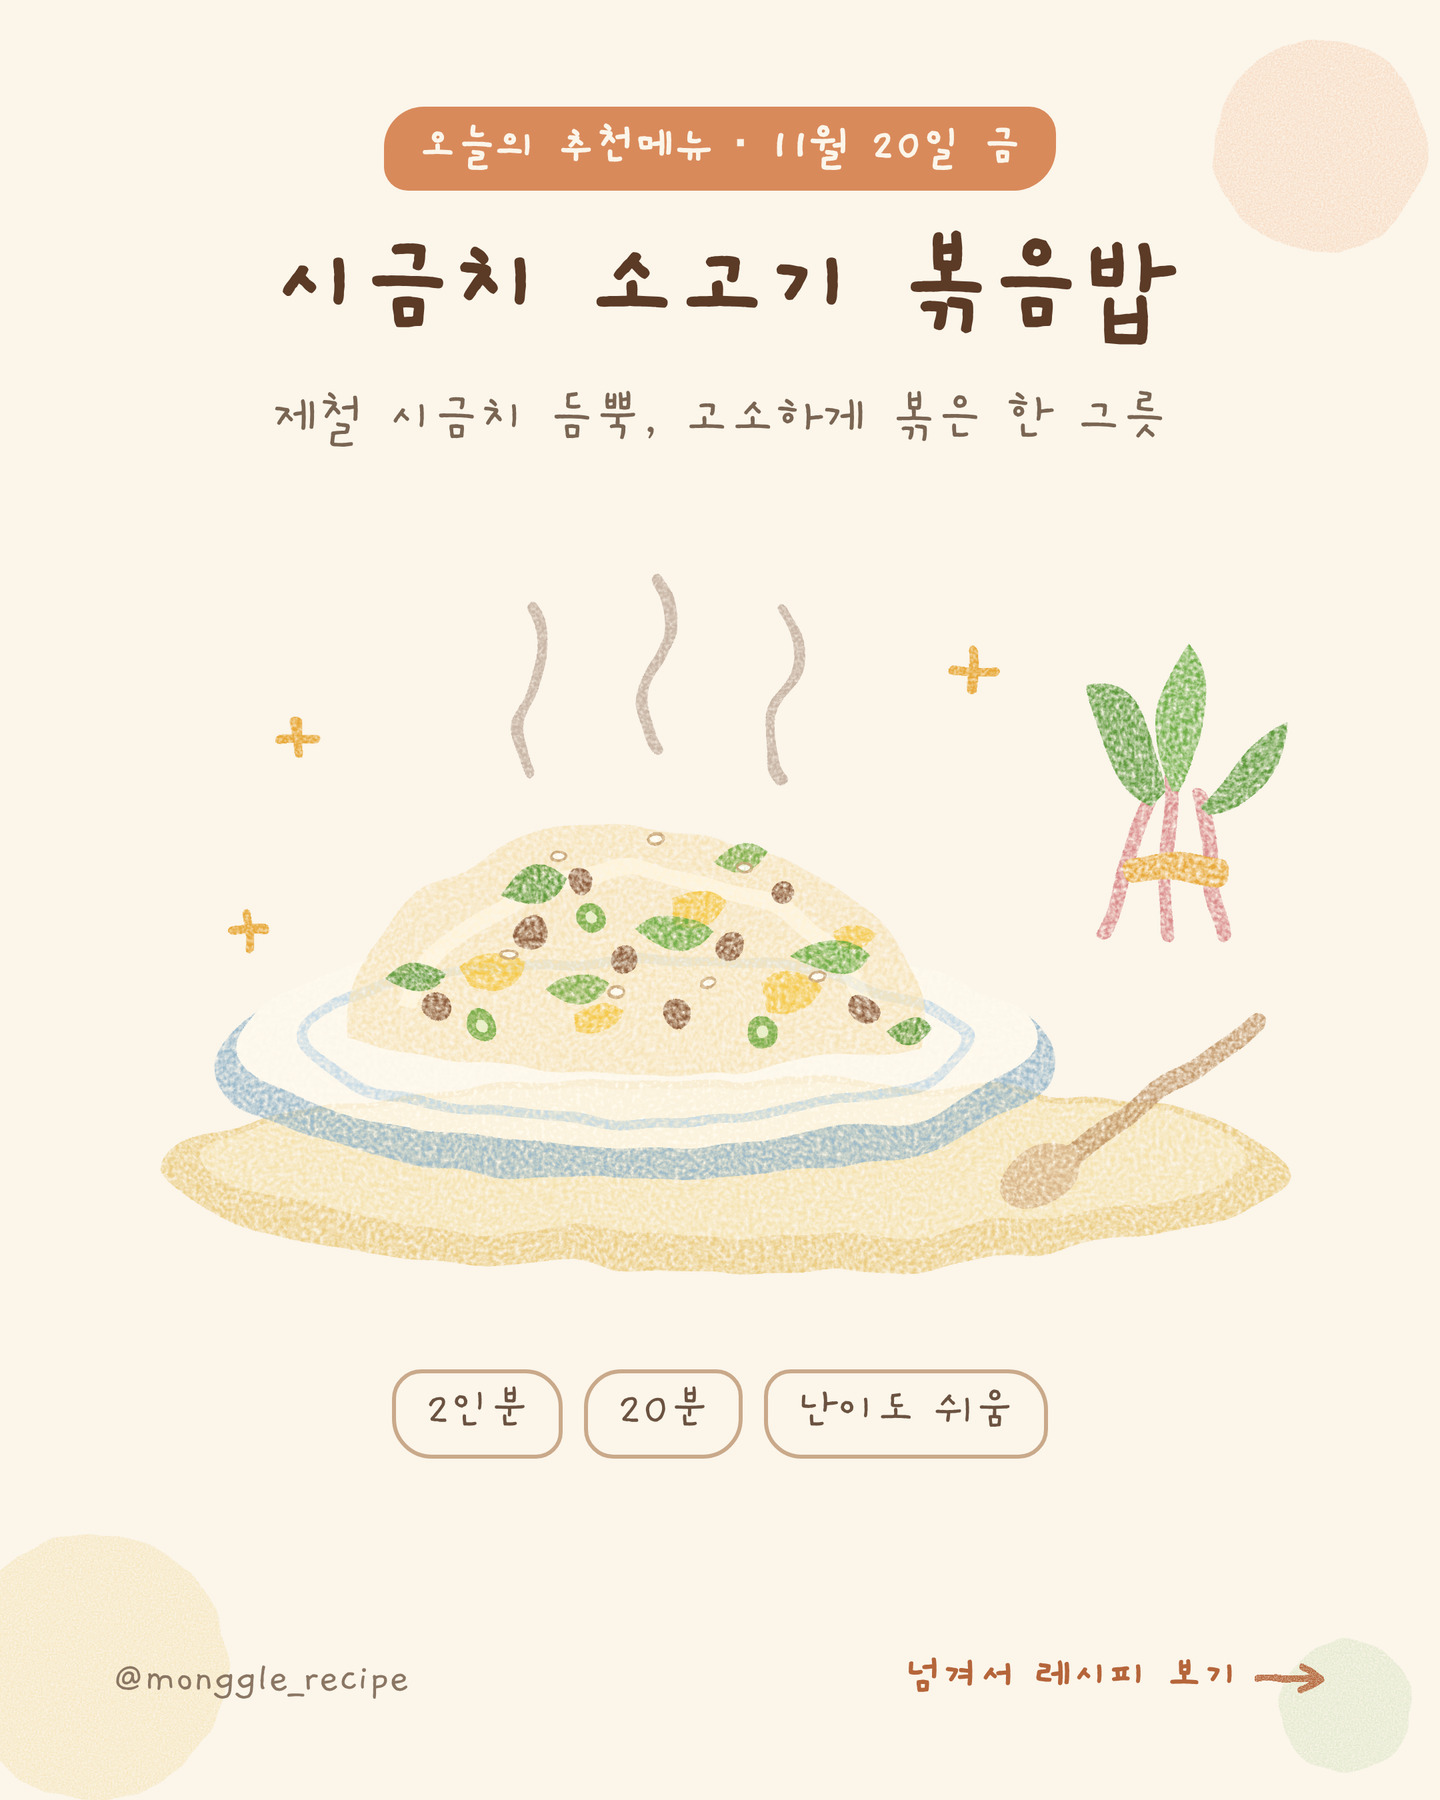 오늘의 추천메뉴 · 11월 20일 금
시금치 소고기 볶음밥
제철 시금치 듬뿍, 고소하게 볶은 한 그릇
2인분
20분
난이도 쉬움
@monggle_recipe
넘겨서 레시피 보기 →